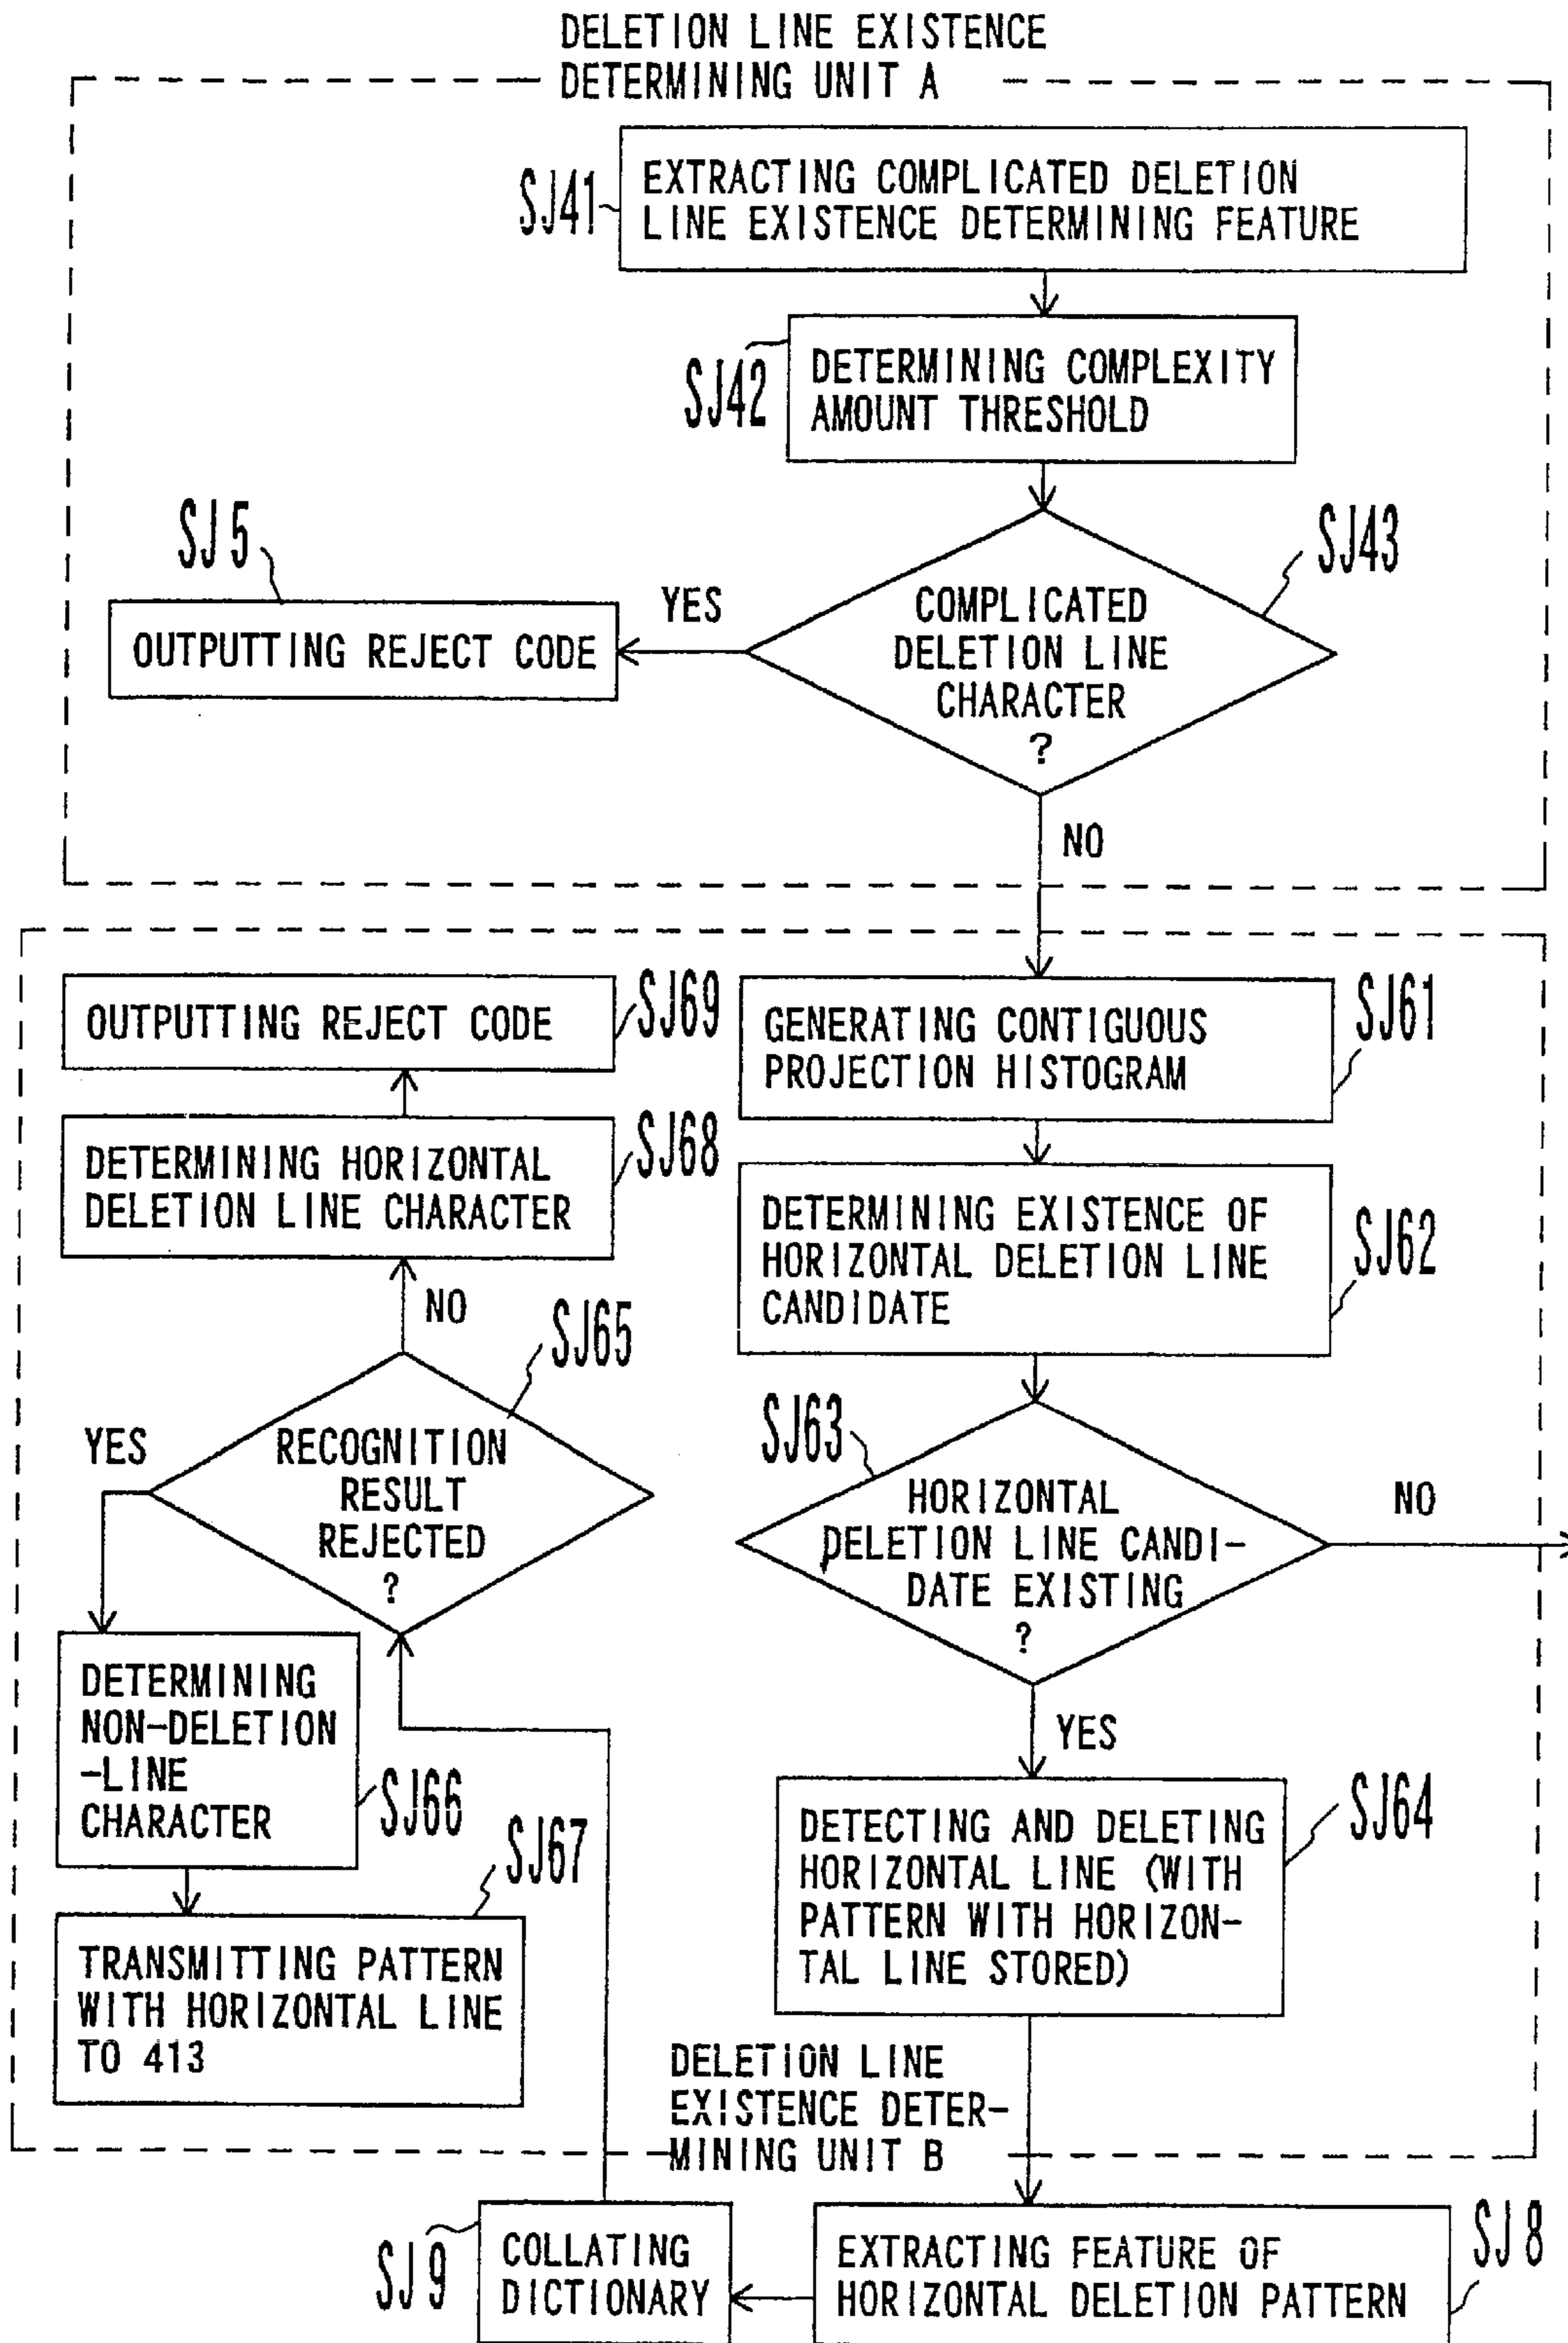 DELETION LINE EXISTENCE
DETERMINING UNIT A
SJ41
EXTRACTING COMPLICATED DELETION
LINE EXISTENCE DETERMINING FEATURE
SJ42
DETERMINING COMPLEXITY
AMOUNT THRESHOLD
SJ5
OUTPUTTING REJECT CODE
YES
SJ43
COMPLICATED
DELETION LINE
CHARACTER
?
NO
OUTPUTTING REJECT CODE
SJ69
DETERMINING HORIZONTAL
DELETION LINE CHARACTER
SJ68
NO
SJ65
YES
RECOGNITION
RESULT
REJECTED
?
DETERMINING
NON-DELETION
-LINE
CHARACTER
SJ66
SJ67
TRANSMITTING PATTERN
WITH HORIZONTAL LINE
TO 413
GENERATING CONTIGUOUS
PROJECTION HISTOGRAM
SJ61
DETERMINING EXISTENCE OF
HORIZONTAL DELETION LINE
CANDIDATE
SJ62
SJ63
HORIZONTAL
DELETION LINE CANDI-
DATE EXISTING
?
NO
YES
DETECTING AND DELETING
HORIZONTAL LINE (WITH
PATTERN WITH HORIZON-
TAL LINE STORED)
SJ64
DELETION LINE
EXISTENCE DETER-
MINING UNIT B
SJ9
COLLATING
DICTIONARY
EXTRACTING FEATURE OF
HORIZONTAL DELETION PATTERN
SJ8